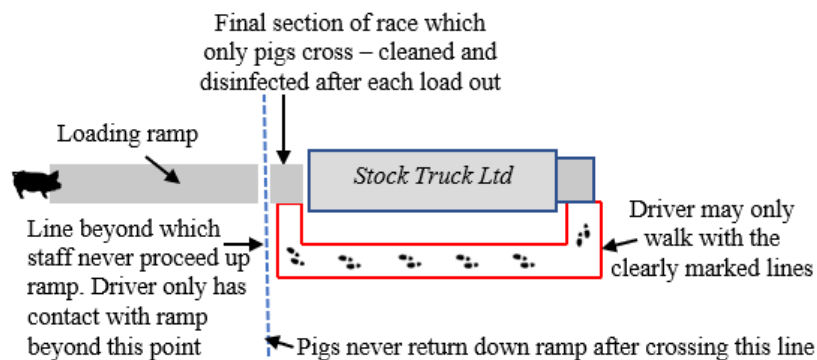 Final section of race which
only pigs cross – cleaned and
disinfected after each load out
Loading ramp
Stock Truck Ltd
Line beyond which
staff never proceed up
ramp. Driver only has
contact with ramp
beyond this point
Driver may only
walk with the
clearly marked lines
Pigs never return down ramp after crossing this line